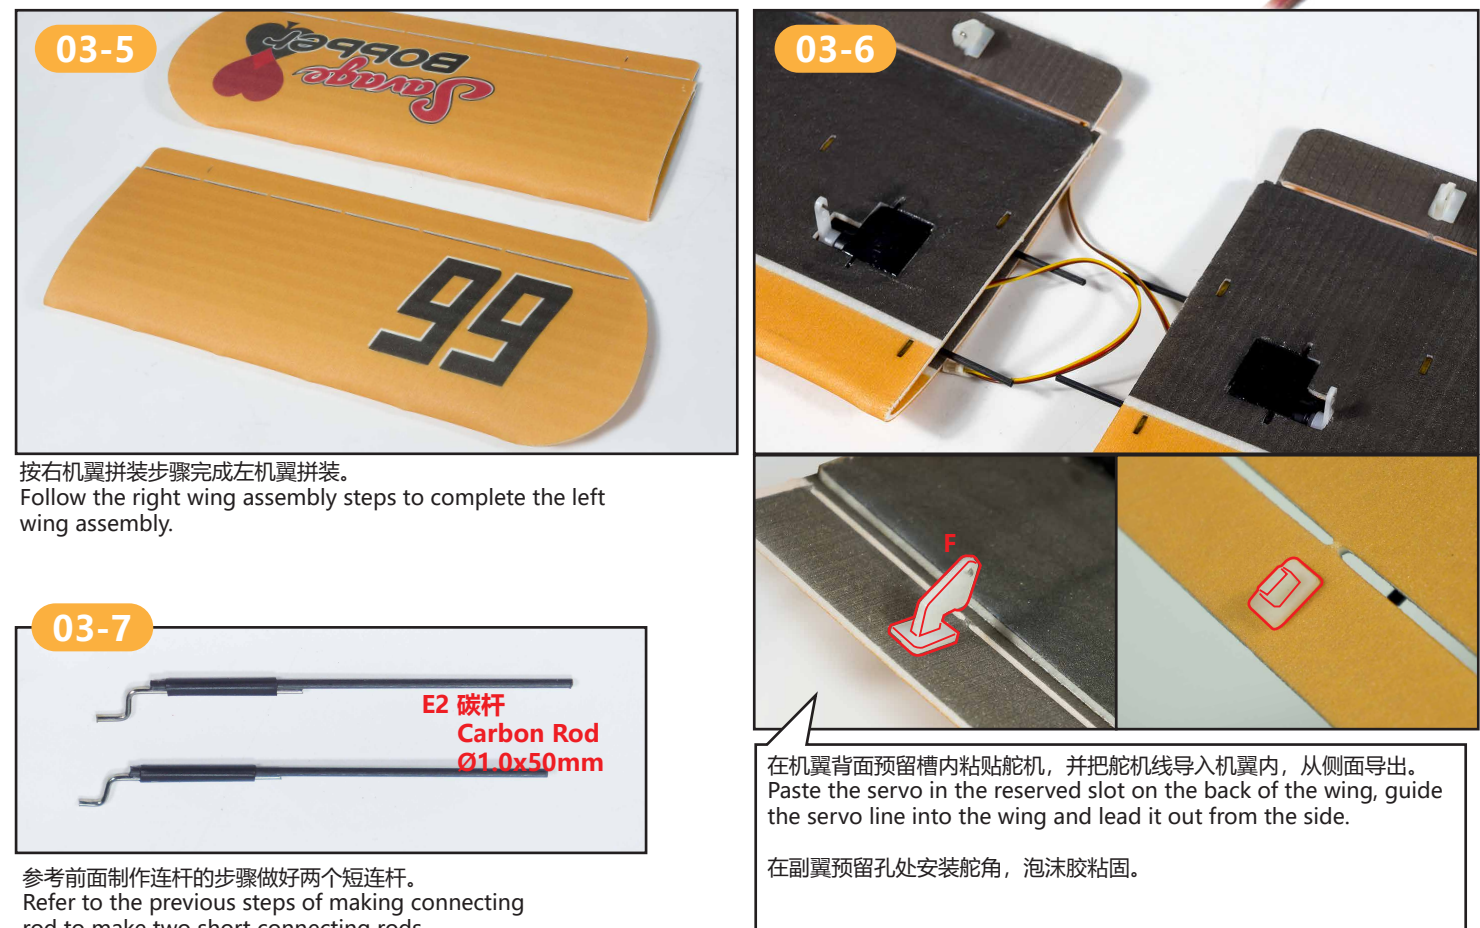 03-5
Savage
BOBBER
99
按右机翼拼装步骤完成左机翼拼装。
Follow the right wing assembly steps to complete the left
wing assembly.
03-6
F
在机翼背面预留槽内粘贴舵机，并把舵机线导入机翼内，从侧面导出。
Paste the servo in the reserved slot on the back of the wing, guide
the servo line into the wing and lead it out from the side.
在副翼预留孔处安装舵角，泡沫胶粘固。
03-7
E2 碳杆
Carbon Rod
Ø1.0x50mm
参考前面制作连杆的步骤做好两个短连杆。
Refer to the previous steps of making connecting
rod to make two short connecting rods